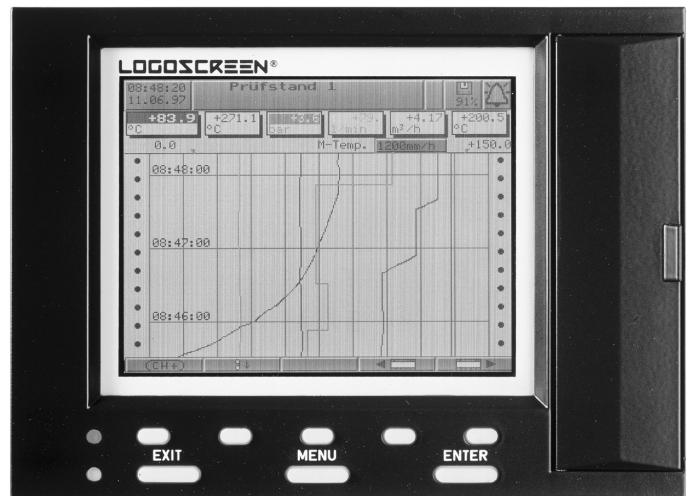 LOGOSCREEN®
08:48:20 Prüfstand 1
11.06.97 91%
+83.9 +271.1 +3.6 +79. +4.17 +200.5
°C °C bar /min m³/h °C
0.0 M-Temp. 1200mm/h +150.0
08:48:00
08:47:00
08:46:00
(CH+)
EXIT MENU ENTER